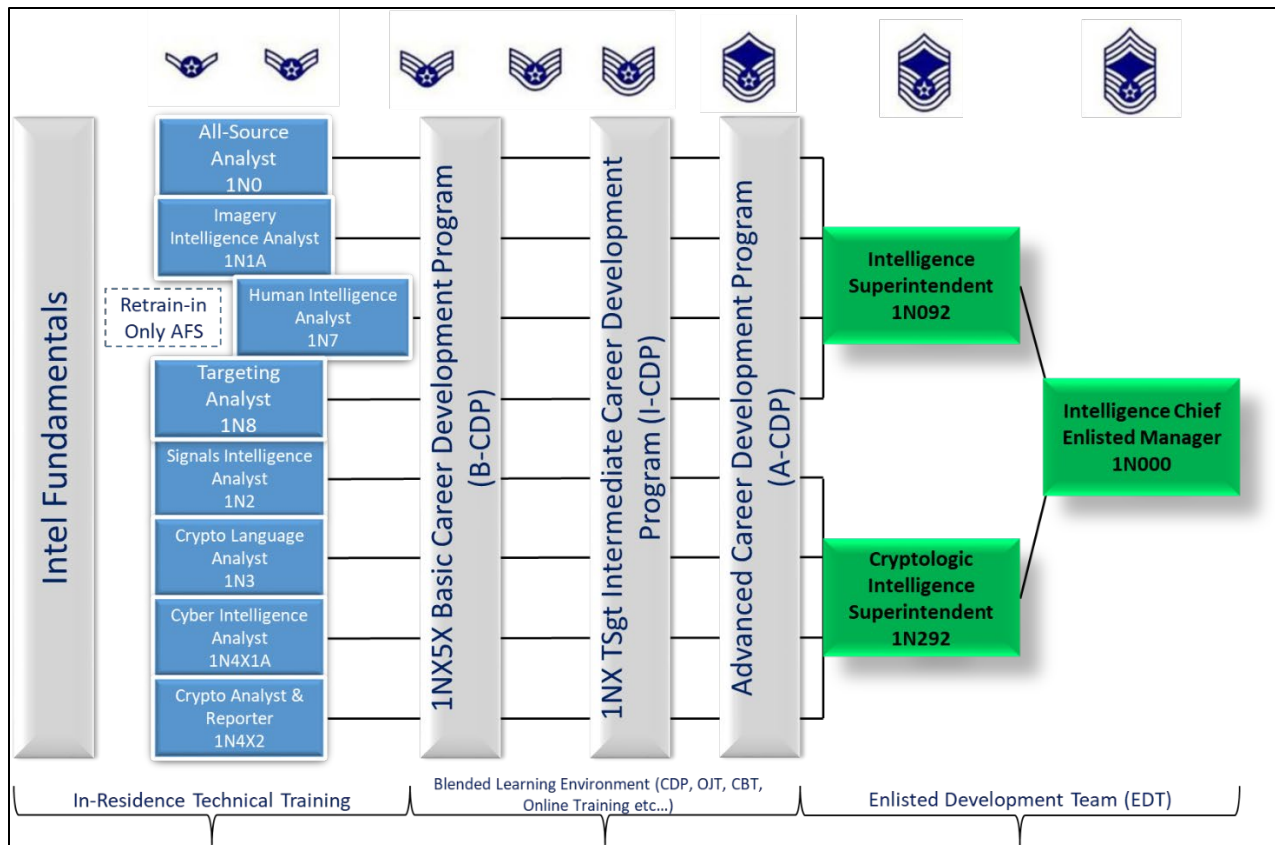 Intel Fundamentals
All-Source
Analyst
1N0
Imagery
Intelligence Analyst
1N1A
Retrain-in
Only AFS
Human Intelligence
Analyst
1N7
Targeting
Analyst
1N8
Signals Intelligence
Analyst
1N2
Crypto Language
Analyst
1N3
Cyber Intelligence
Analyst
1N4X1A
Crypto Analyst &
Reporter
1N4X2
1NX5X Basic Career Development Program
(B-CDP)
1NX TSgt Intermediate Career Development
Program (I-CDP)
Advanced Career Development Program
(A-CDP)
Intelligence
Superintendent
1N092
Cryptologic
Intelligence
Superintendent
1N292
Intelligence Chief
Enlisted Manager
1N000
In-Residence Technical Training
Blended Learning Environment (CDP, OJT, CBT,
Online Training etc...)
Enlisted Development Team (EDT)